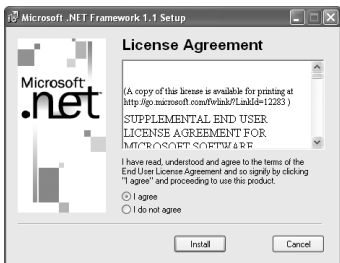 Microsoft .NET Framework 1.1 Setup
License Agreement
Microsoft
.net
(A copy of this license is available for printing at
http://go.microsoft.com/fwlink/?LinkId=12283 )
SUPPLEMENTAL END USER
LICENSE AGREEMENT FOR
MICROSOFT SOFTWARE
I have read, understood and agree to the terms of the
End User License Agreement and so signify by clicking
"I agree" and proceeding to use this product.
I agree
I do not agree
Install
Cancel